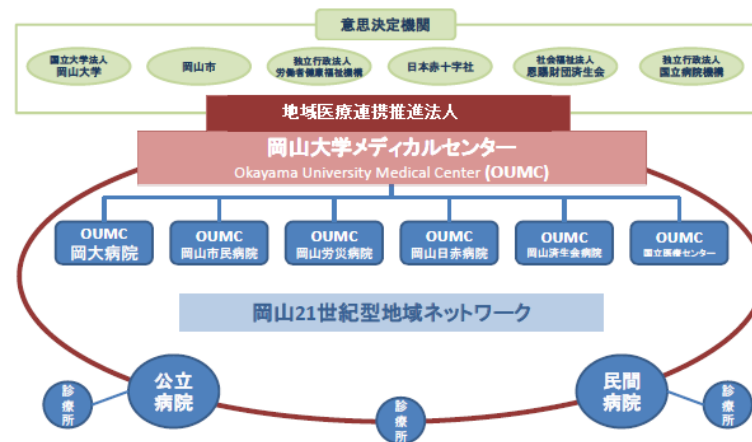 意思決定機関
国立大学法人
岡山大学
岡山市
独立行政法人
労働者健康福祉機構
日本赤十字社
社会福祉法人
恩賜財団済生会
独立行政法人
国立病院機構
地域医療連携推進法人
岡山大学メディカルセンター
Okayama University Medical Center (OUMC)
OUMC
岡大病院
OUMC
岡山市民病院
OUMC
岡山労災病院
OUMC
岡山日赤病院
OUMC
岡山済生会病院
OUMC
国立医療センター
岡山21世紀型地域ネットワーク
診療所
公立
病院
診療所
民間
病院
診療所